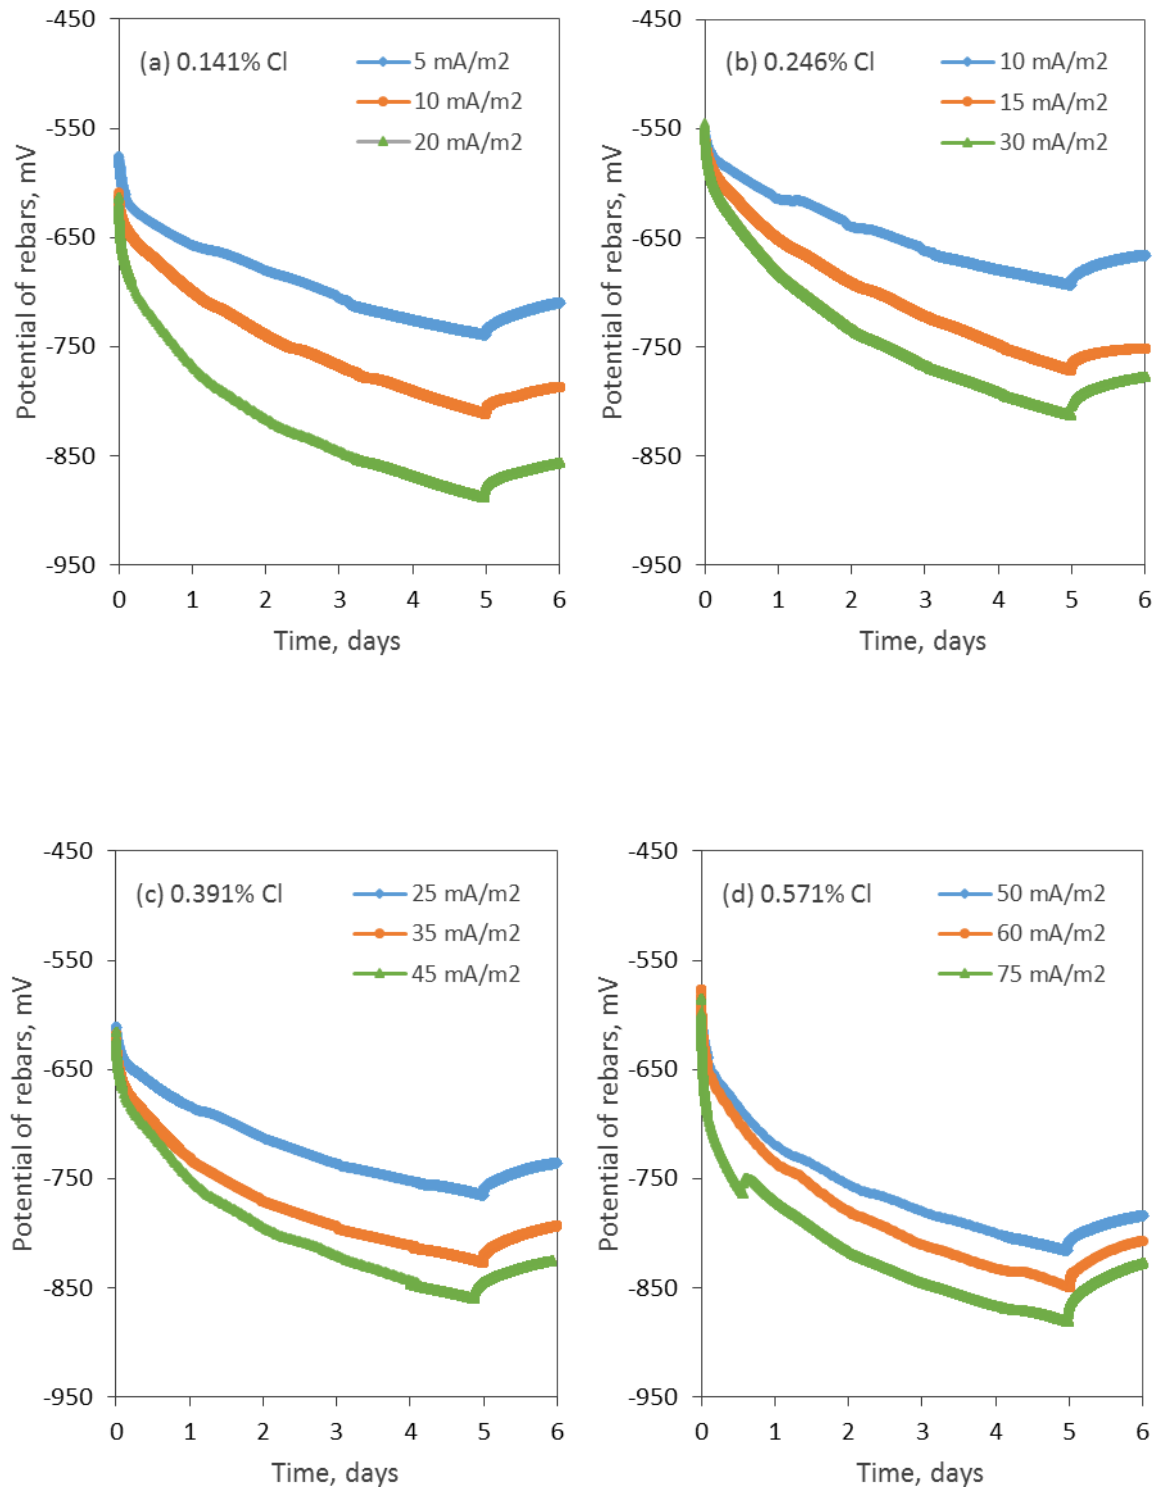 -450
(a) 0.141% Cl
5 mA/m2
10 mA/m2
20 mA/m2
-550
-650
-750
-850
-950
0 1 2 3 4 5 6
Time, days
Potential of rebars, mV
-450
(b) 0.246% Cl
10 mA/m2
15 mA/m2
30 mA/m2
-550
-650
-750
-850
-950
0 1 2 3 4 5 6
Time, days
Potential of rebars, mV
-450
(c) 0.391% Cl
25 mA/m2
35 mA/m2
45 mA/m2
-550
-650
-750
-850
-950
0 1 2 3 4 5 6
Time, days
Potential of rebars, mV
-450
(d) 0.571% Cl
50 mA/m2
60 mA/m2
75 mA/m2
-550
-650
-750
-850
-950
0 1 2 3 4 5 6
Time, days
Potential of rebars, mV